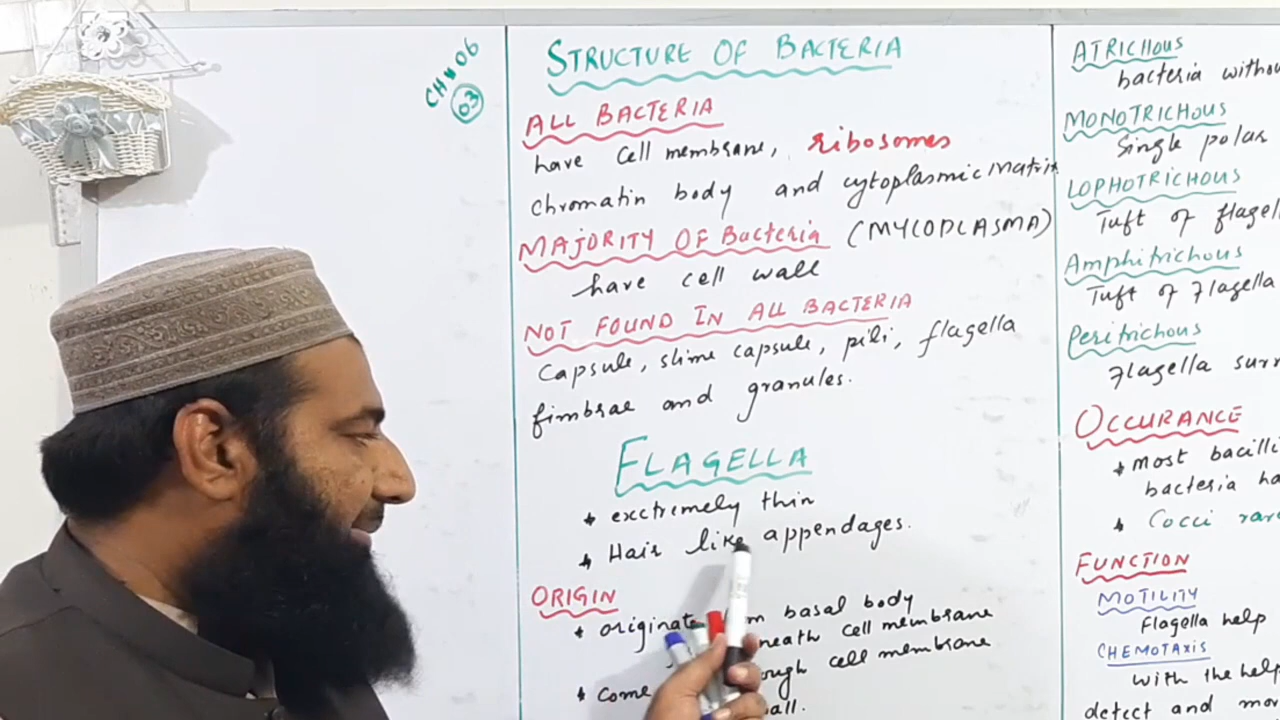 CH # 06
03
STRUCTURE OF BACTERIA
ALL BACTERIA
have Cell membrane, ribosomes
chromatin body and cytoplasmic matrix
MAJORITY OF Bacteria (MYCOPLASMA)
have cell wall
NOT FOUND IN ALL BACTERIA
Capsule, slime capsule, pili, flagella
fimbrae and granules.
FLAGELLA
* exctremely thin
* Hair like appendages.
ORIGIN
* originate basal body
neath cell membrane
* Come ough cell membrane
all.
ATRICHOUS
bacteria withou
MONOTRICHOUS
Single polar
LOPHOTRICHOUS
Tuft of flagell
Amphitrichous
Tuft of Flagella
Peritrichous
Flagella surr
OCCURANCE
* most bacilli
bacteria ha
* Cocci rare
FUNCTION
MOTILITY
Flagella help
CHEMOTAXIS
with the help
detect and mov